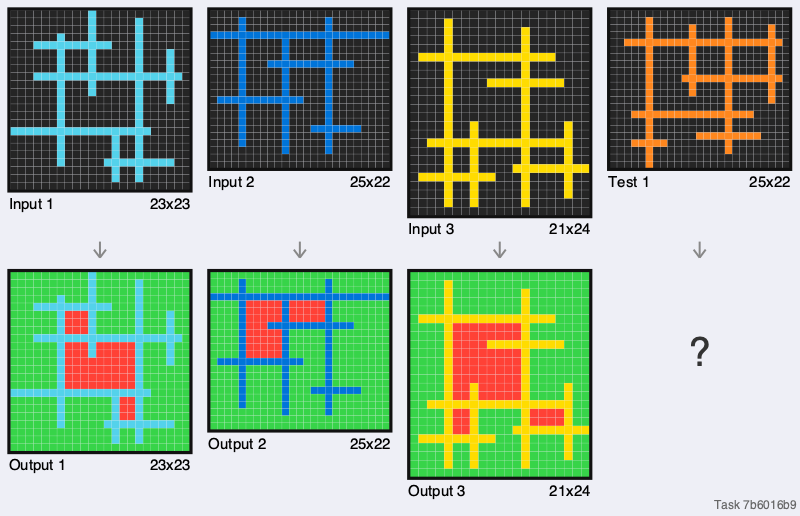 Input 1 23x23
Input 2 25x22
Input 3 21x24
Test 1 25x22
?
Output 1 23x23
Output 2 25x22
Output 3 21x24
Task 7b6016b9